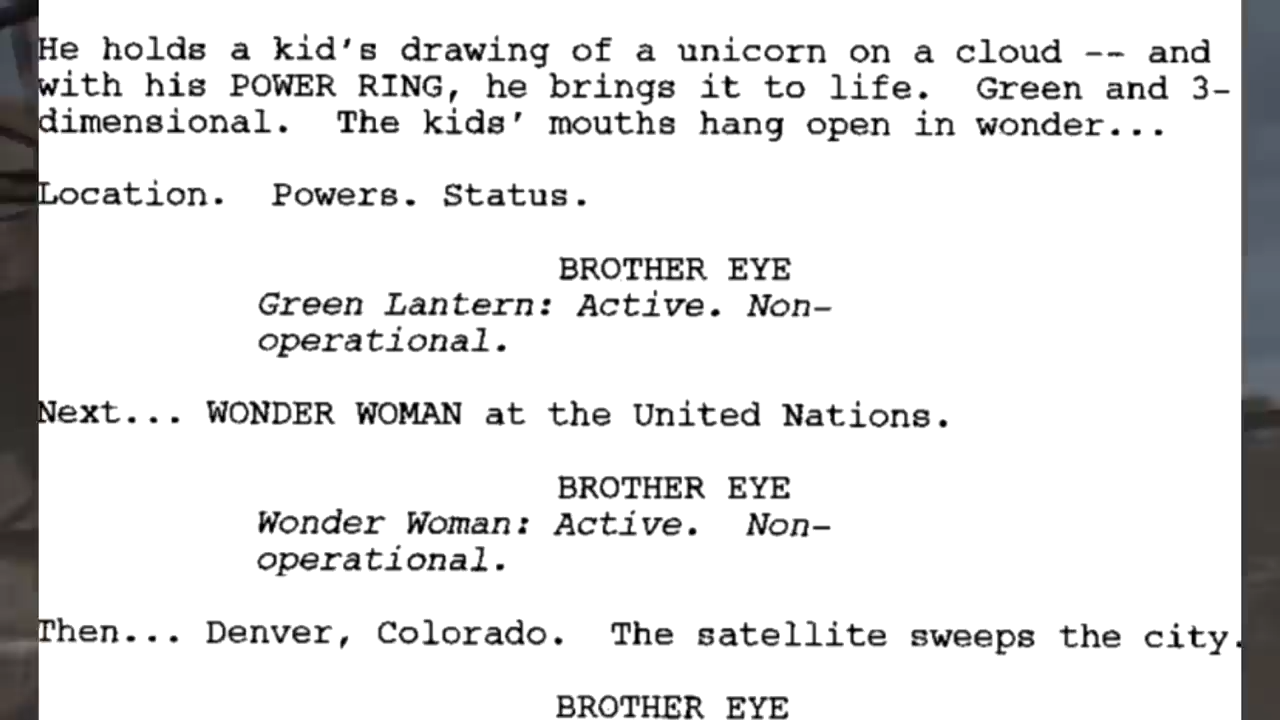 He holds a kid's drawing of a unicorn on a cloud -- and
with his POWER RING, he brings it to life.  Green and 3-
dimensional.  The kids' mouths hang open in wonder...
Location.  Powers. Status.
BROTHER EYE
Green Lantern: Active. Non-
operational.
Next... WONDER WOMAN at the United Nations.
BROTHER EYE
Wonder Woman: Active.  Non-
operational.
Then... Denver, Colorado.  The satellite sweeps the city.
BROTHER EYE